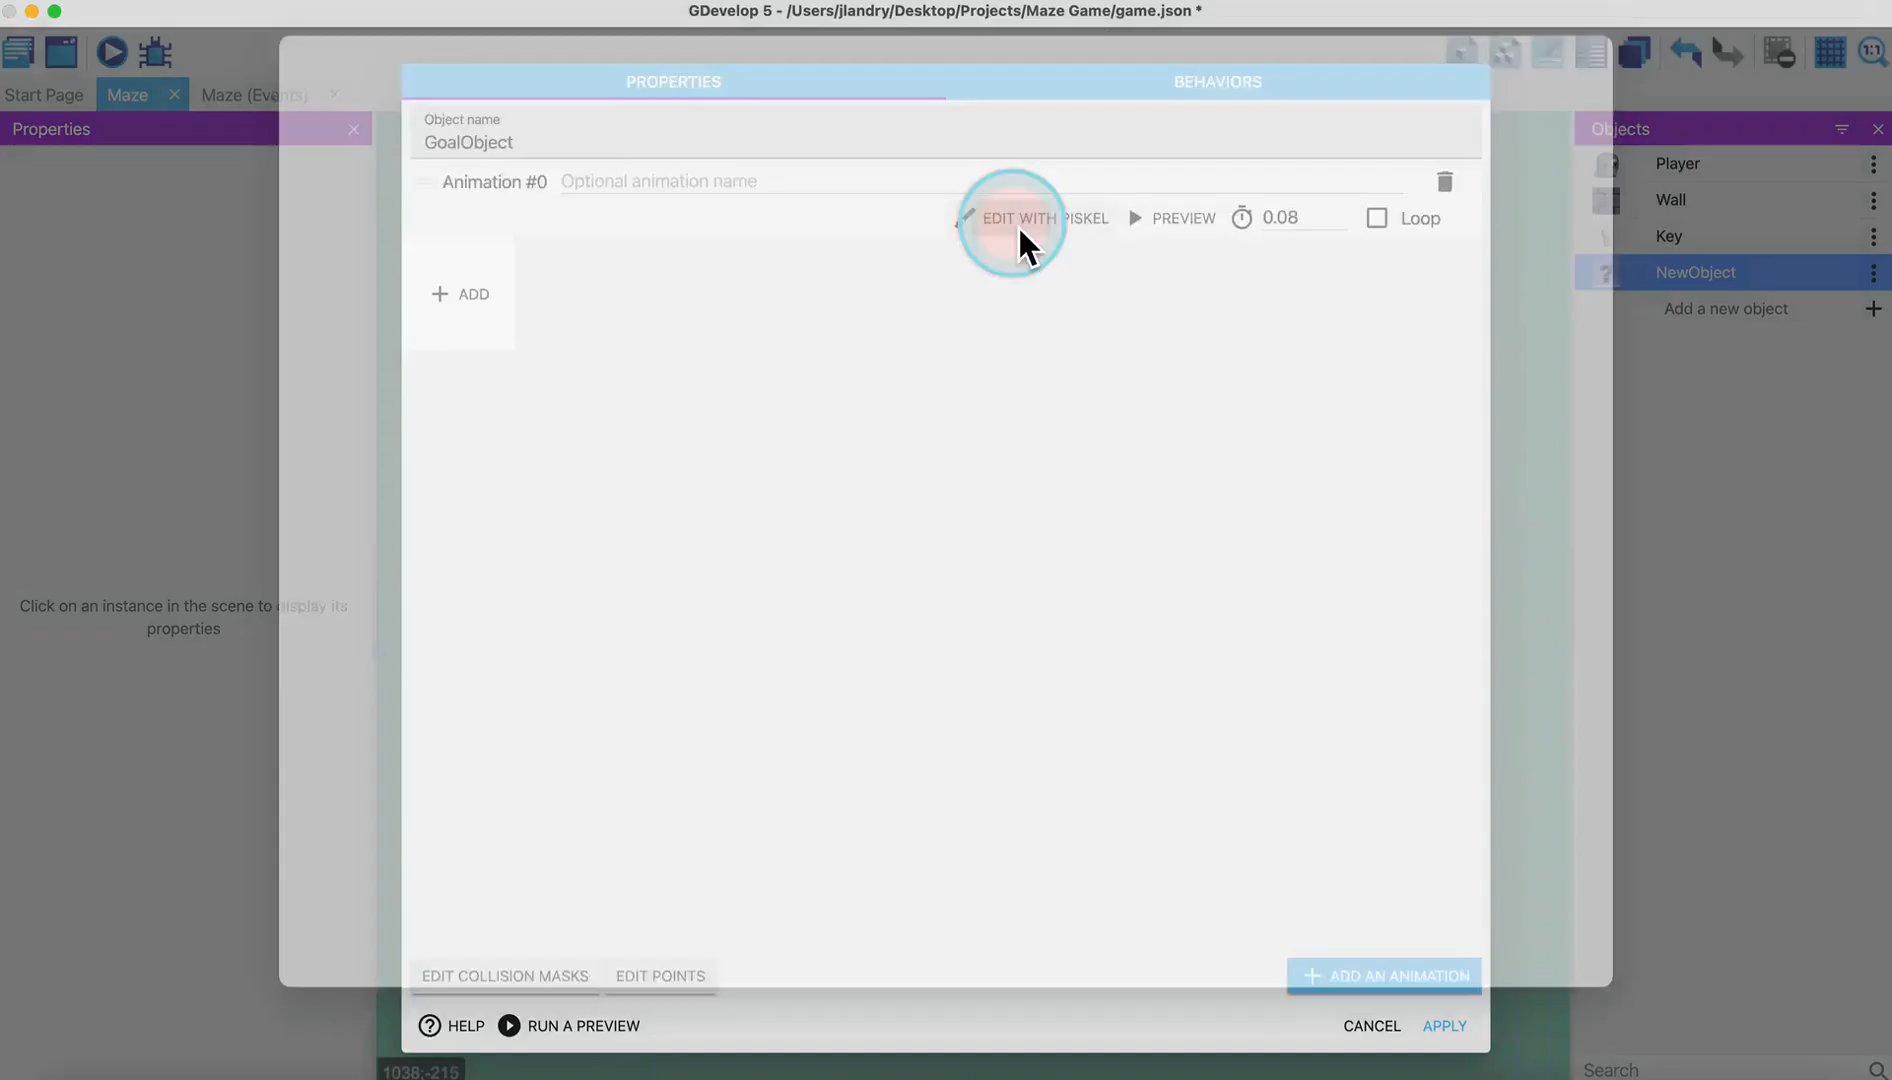 GDevelop 5 - /Users/jlandry/Desktop/Projects/Maze Game/game.json *
Start Page
Maze
Maze (Events)
1:1
Properties
Click on an instance in the scene to display its
properties
PROPERTIES
BEHAVIORS
Object name
GoalObject
Animation #0
Optional animation name
EDIT WITH PISKEL
PREVIEW
0.08
Loop
+ ADD
EDIT COLLISION MASKS
EDIT POINTS
+ ADD AN ANIMATION
HELP
RUN A PREVIEW
CANCEL
APPLY
1038;-215
Objects
Player
Wall
Key
NewObject
Add a new object
Search